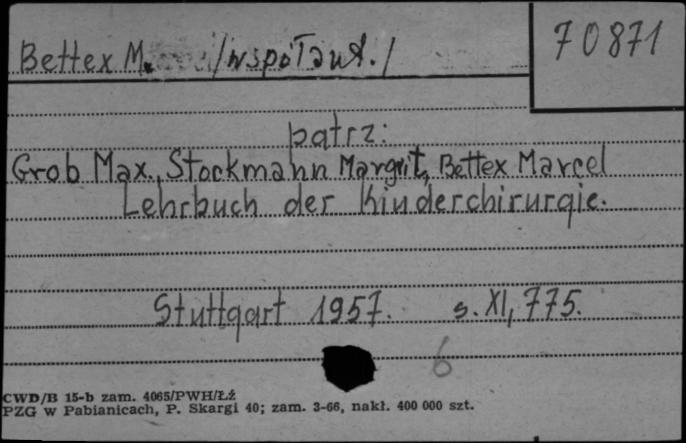 Bettex M. /współaut./
70871
patrz:
Grob Max., Stockmann Margrit, Bettex Marcel
Lehrbuch der Kinderchirurgie.
Stuttgart 1957. s. XI, 775.
6
CWD/B 15-b zam. 4065/PWH/Łź
PZG w Pabianicach, P. Skargi 40; zam. 3-66, nakł. 400 000 szt.